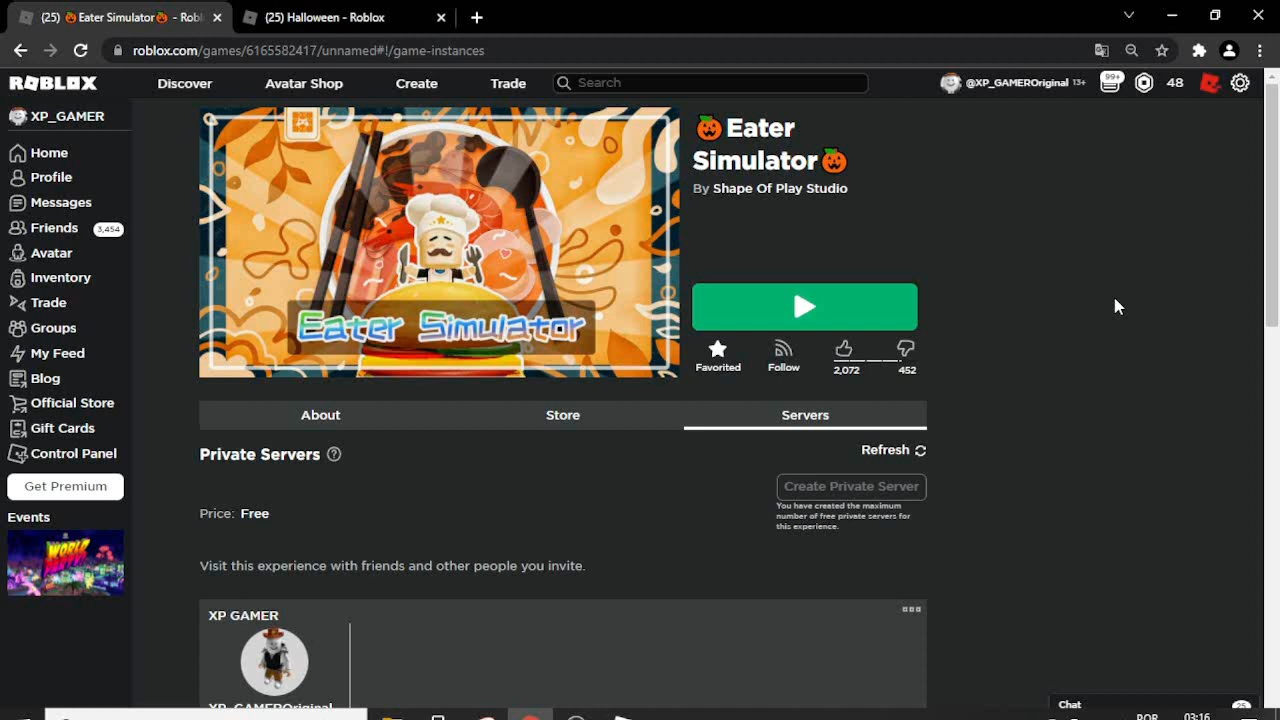 (25) 🎃Eater Simulator🎃 - Robl
(25) Halloween - Roblox
roblox.com/games/6165582417/unnamed#!/game-instances
ROBLOX
Discover
Avatar Shop
Create
Trade
Search
@XP_GAMEROriginal 13+
99+
48
XP_GAMER
Home
Profile
Messages
Friends 3,454
Avatar
Inventory
Trade
Groups
My Feed
Blog
Official Store
Gift Cards
Control Panel
Get Premium
Events
WORLD PARTY
Eater Simulator
🎃Eater
Simulator🎃
By Shape Of Play Studio
Favorited
Follow
2,072
452
About
Store
Servers
Private Servers
Refresh
Create Private Server
You have created the maximum
number of free private servers for
this experience.
Price: Free
Visit this experience with friends and other people you invite.
XP GAMER
XP_GAMEROriginal
Chat
25
POR
03:16